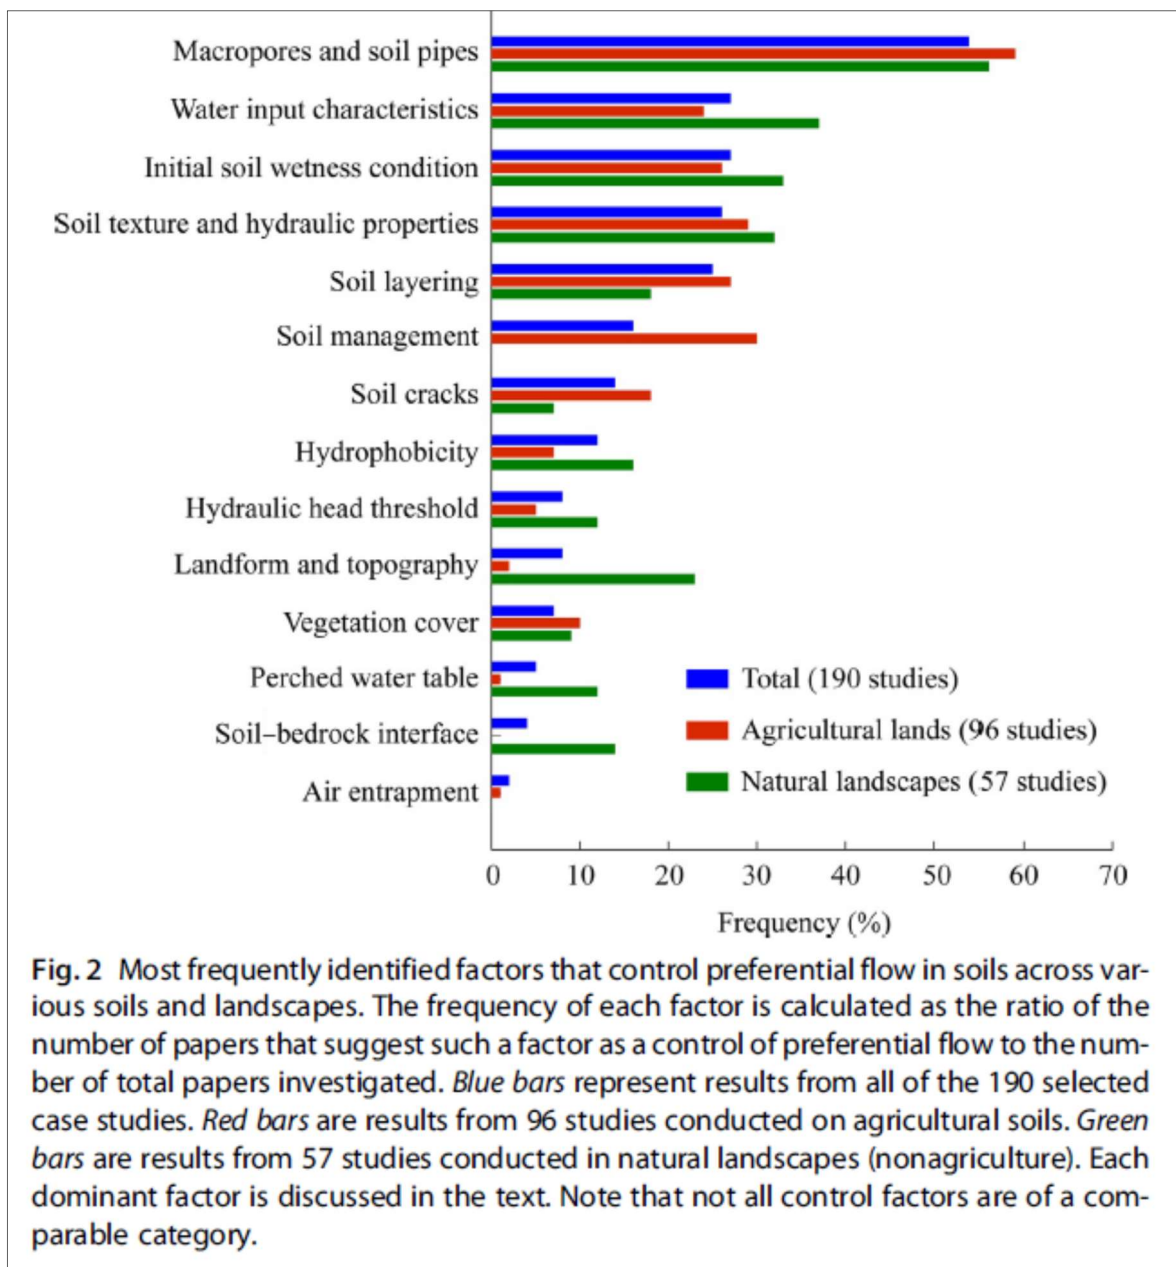 Macropores and soil pipes
Water input characteristics
Initial soil wetness condition
Soil texture and hydraulic properties
Soil layering
Soil management
Soil cracks
Hydrophobicity
Hydraulic head threshold
Landform and topography
Vegetation cover
Perched water table
Soil–bedrock interface
Air entrapment
Total (190 studies)
Agricultural lands (96 studies)
Natural landscapes (57 studies)
0 10 20 30 40 50 60 70
Frequency (%)
Fig. 2 Most frequently identified factors that control preferential flow in soils across var-
ious soils and landscapes. The frequency of each factor is calculated as the ratio of the
number of papers that suggest such a factor as a control of preferential flow to the num-
ber of total papers investigated. Blue bars represent results from all of the 190 selected
case studies. Red bars are results from 96 studies conducted on agricultural soils. Green
bars are results from 57 studies conducted in natural landscapes (nonagriculture). Each
dominant factor is discussed in the text. Note that not all control factors are of a com-
parable category.